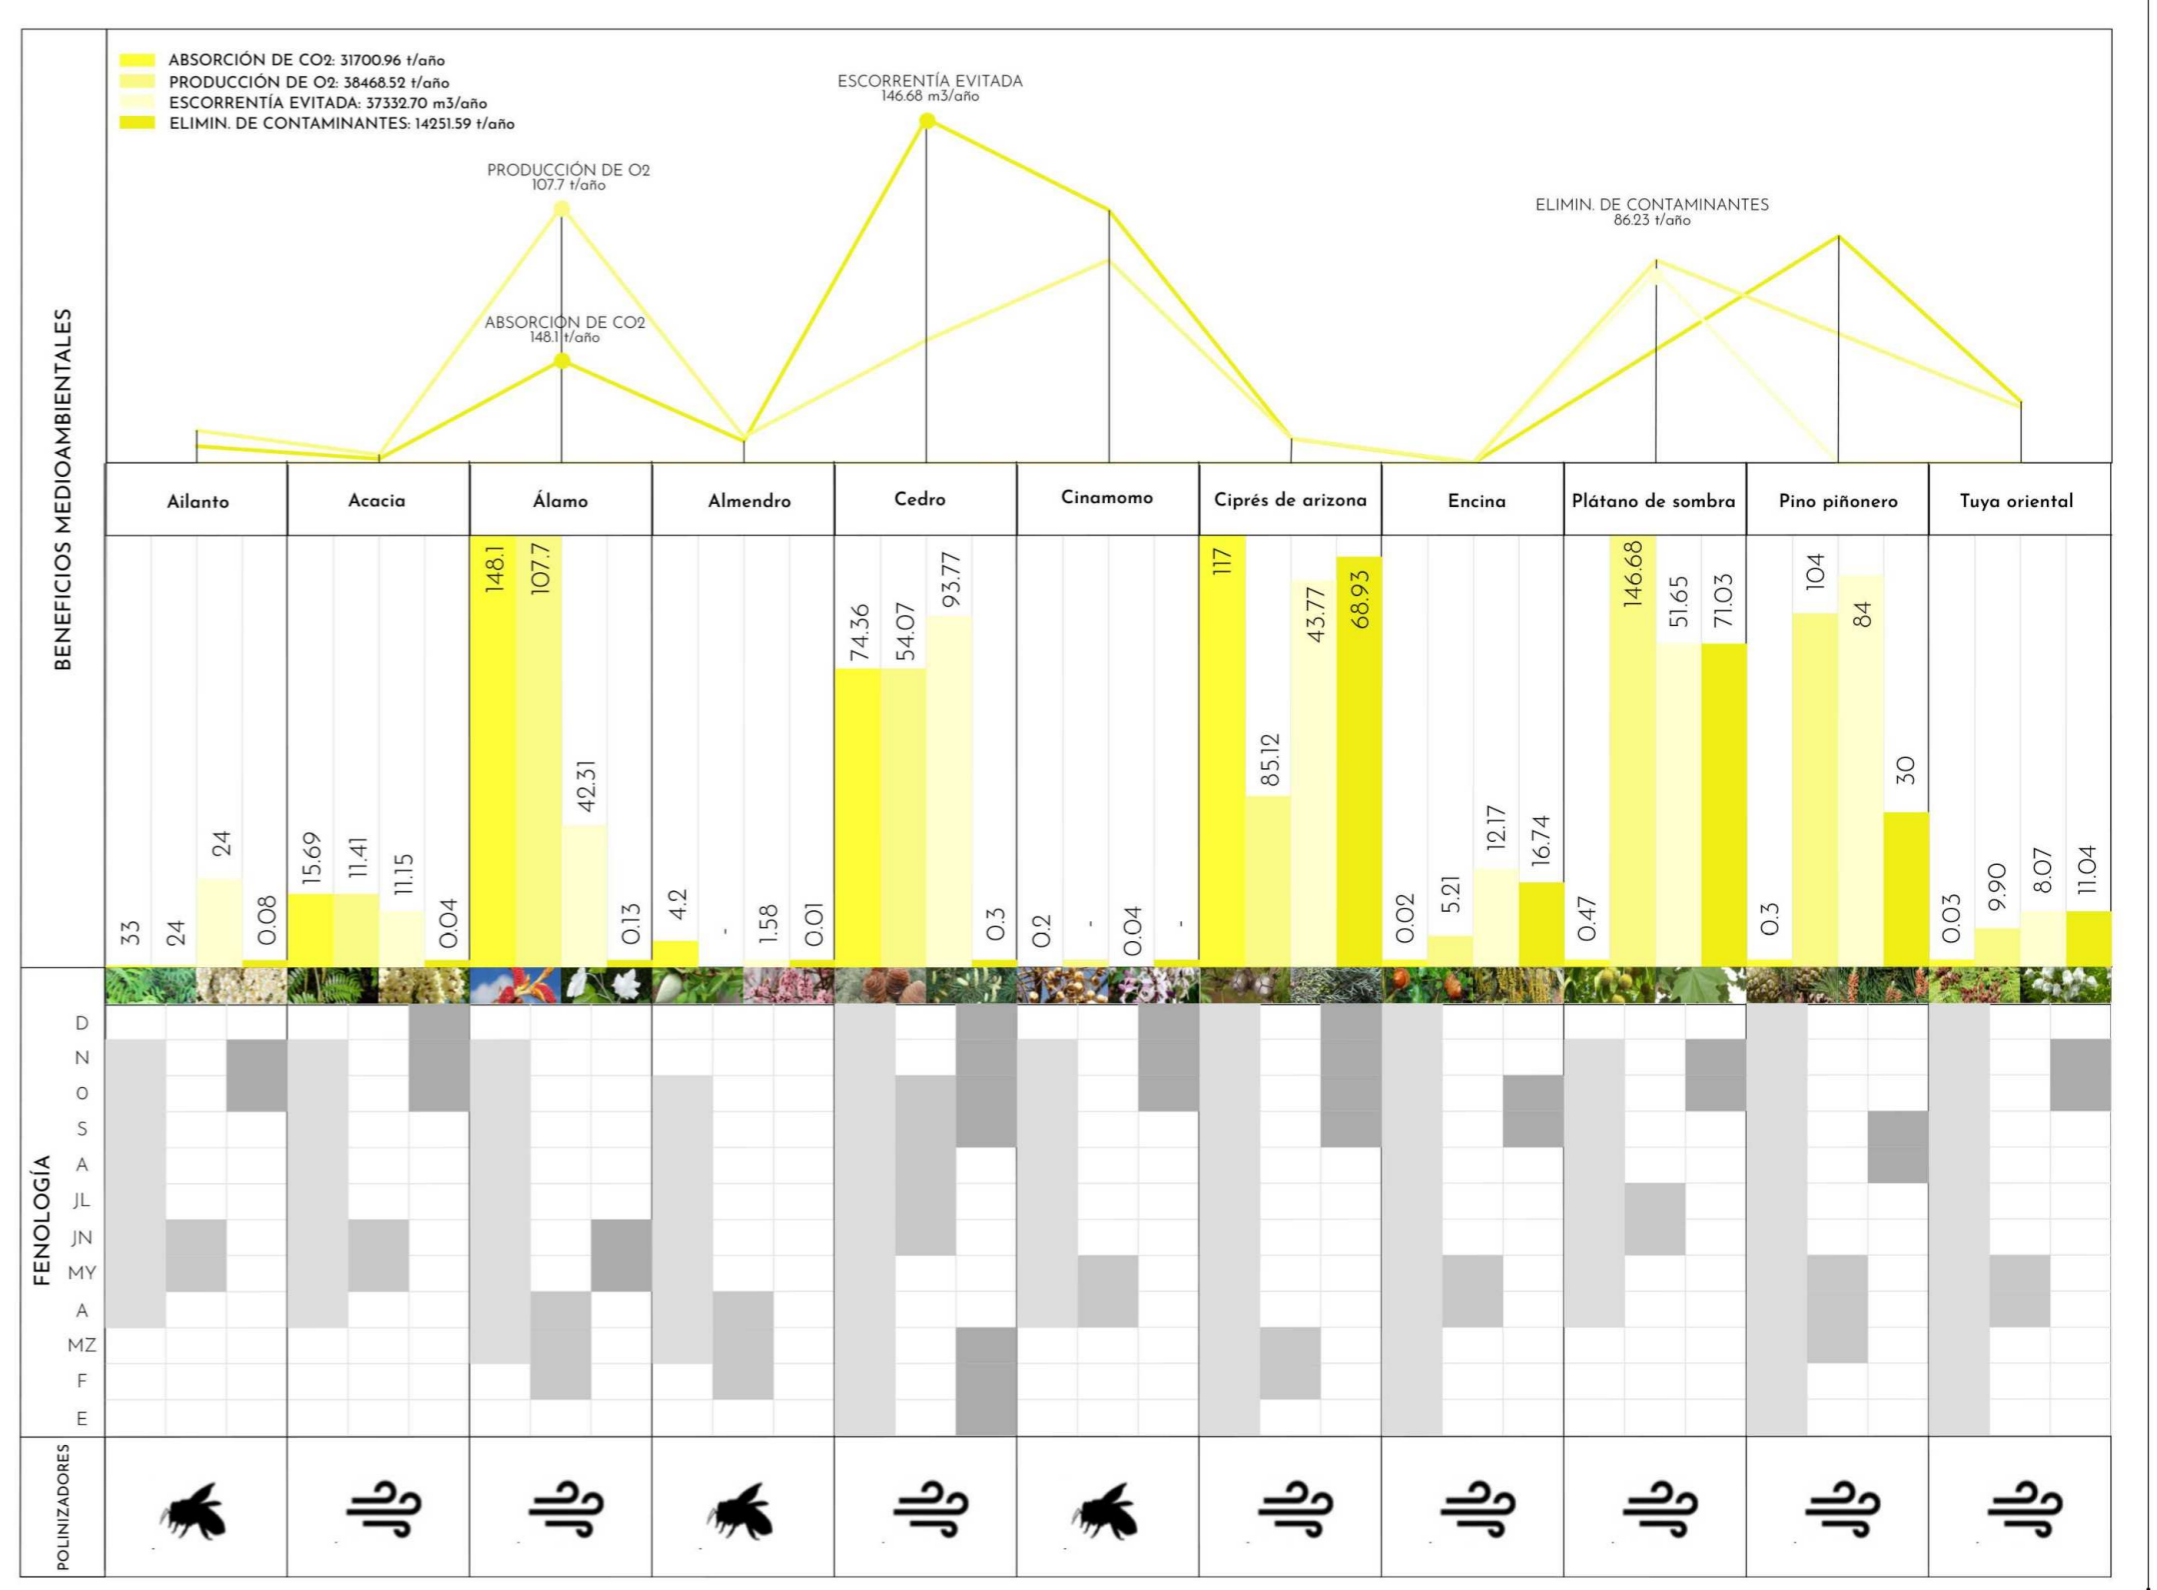 ABSORCIÓN DE CO2: 31700.96 t/año
PRODUCCIÓN DE O2: 38468.52 t/año
ESCORRENTÍA EVITADA: 37332.70 m3/año
ELIMIN. DE CONTAMINANTES: 14251.59 t/año
PRODUCCIÓN DE O2
107.7 t/año
ABSORCIÓN DE CO2
148.1 t/año
ESCORRENTÍA EVITADA
146.68 m3/año
ELIMIN. DE CONTAMINANTES
86.23 t/año
BENEFICIOS MEDIOAMBIENTALES
Ailanto
Acacia
Álamo
Almendro
Cedro
Cinamomo
Ciprés de arizona
Encina
Plátano de sombra
Pino piñonero
Tuya oriental
33
24
24
0.08
15.69
11.41
11.15
0.04
148.1
107.7
42.31
0.13
4.2
-
1.58
0.01
74.36
54.07
93.77
0.3
0.2
-
0.04
-
117
85.12
43.77
68.93
0.02
5.21
12.17
16.74
0.47
146.68
51.65
71.03
0.3
104
84
30
0.03
9.90
8.07
11.04
FENOLOGÍA
D
N
O
S
A
JL
JN
MY
A
MZ
F
E
POLINIZADORES